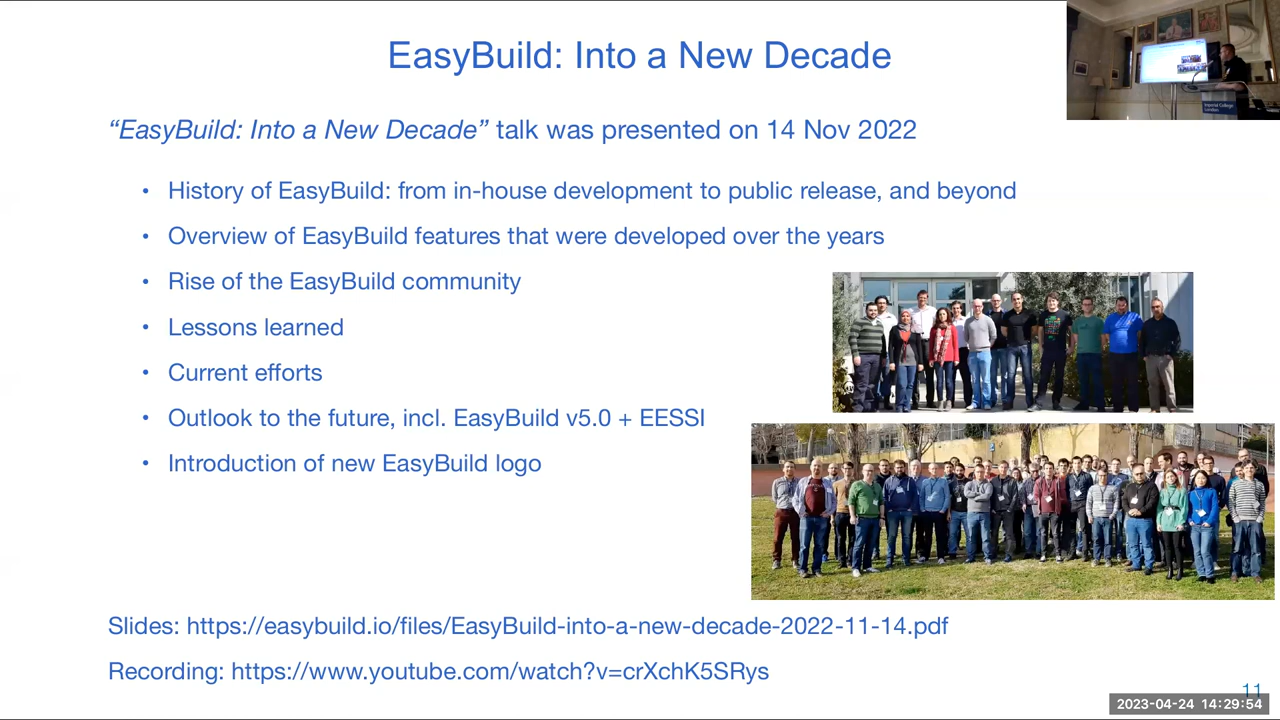 EasyBuild: Into a New Decade
“EasyBuild: Into a New Decade” talk was presented on 14 Nov 2022
• History of EasyBuild: from in-house development to public release, and beyond
• Overview of EasyBuild features that were developed over the years
• Rise of the EasyBuild community
• Lessons learned
• Current efforts
• Outlook to the future, incl. EasyBuild v5.0 + EESSI
• Introduction of new EasyBuild logo
Slides: https://easybuild.io/files/EasyBuild-into-a-new-decade-2022-11-14.pdf
Recording: https://www.youtube.com/watch?v=crXchK5SRys
11
2023-04-24 14:29:54
Imperial College
London